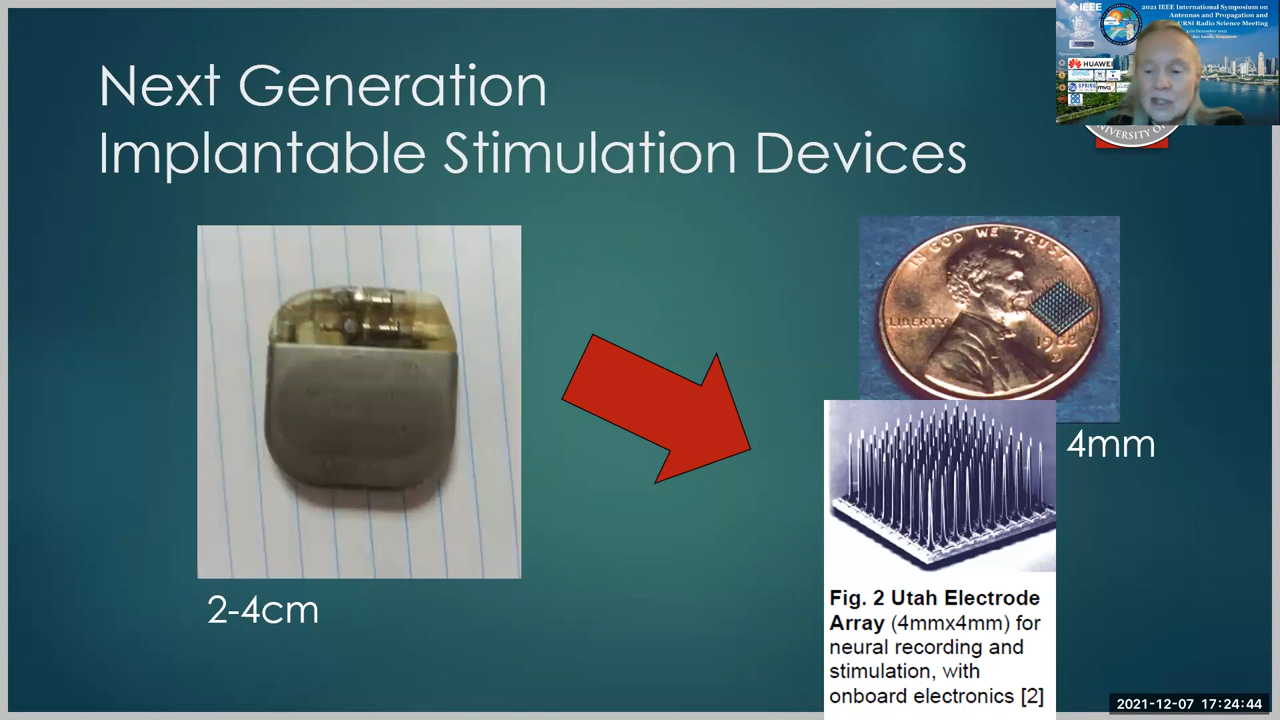 Next Generation
Implantable Stimulation Devices
IEEE
2021 IEEE International Symposium on
Antennas and Propagation and
URSI Radio Science Meeting
HUAWEI
UNIVERSITY OF
IN GOD WE TRUST
LIBERTY
4mm
2-4cm
Fig. 2 Utah Electrode
Array (4mmx4mm) for
neural recording and
stimulation, with
onboard electronics [2]
2021-12-07 17:24:44